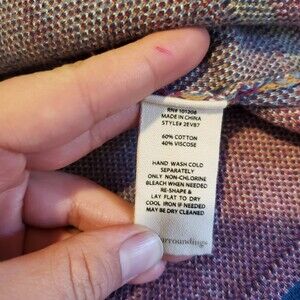 RN# 101306
MADE IN CHINA
STYLE# 2EV87
60% COTTON
40% VISCOSE
HAND WASH COLD
SEPARATELY
ONLY NON-CHLORINE
BLEACH WHEN NEEDED
RE-SHAPE &
LAY FLAT TO DRY
COOL IRON IF NEEDED
MAY BE DRY CLEANED
urroundings